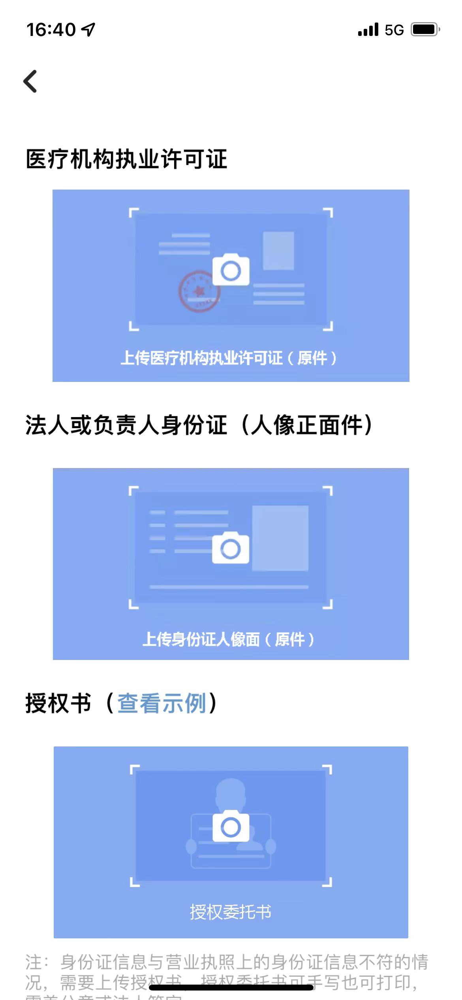 16:40
5G
医疗机构执业许可证
上传医疗机构执业许可证（原件）
法人或负责人身份证（人像正面件）
上传身份证人像面（原件）
授权书（查看示例）
授权委托书
注：身份证信息与营业执照上的身份证信息不符的情
况，需要上传授权书，授权委托书可手写也可打印，